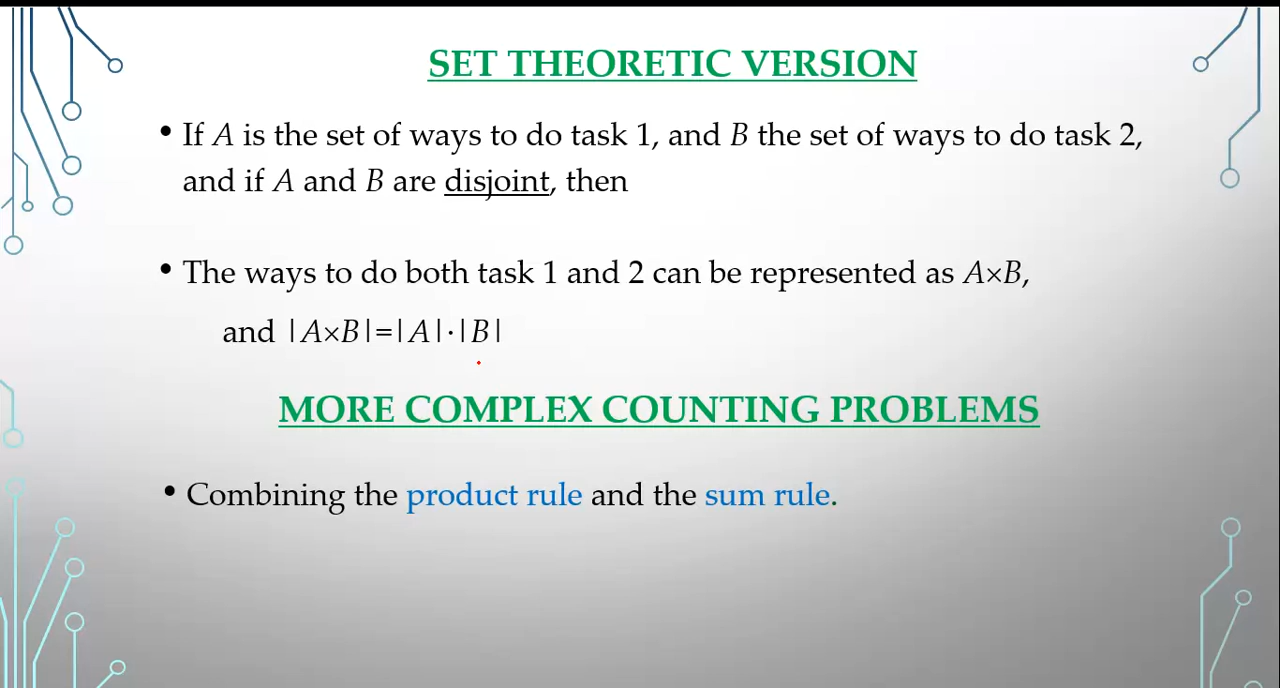 SET THEORETIC VERSION
• If A is the set of ways to do task 1, and B the set of ways to do task 2,
and if A and B are disjoint, then
• The ways to do both task 1 and 2 can be represented as A×B,
and |A×B|=|A|·|B|
MORE COMPLEX COUNTING PROBLEMS
• Combining the product rule and the sum rule.